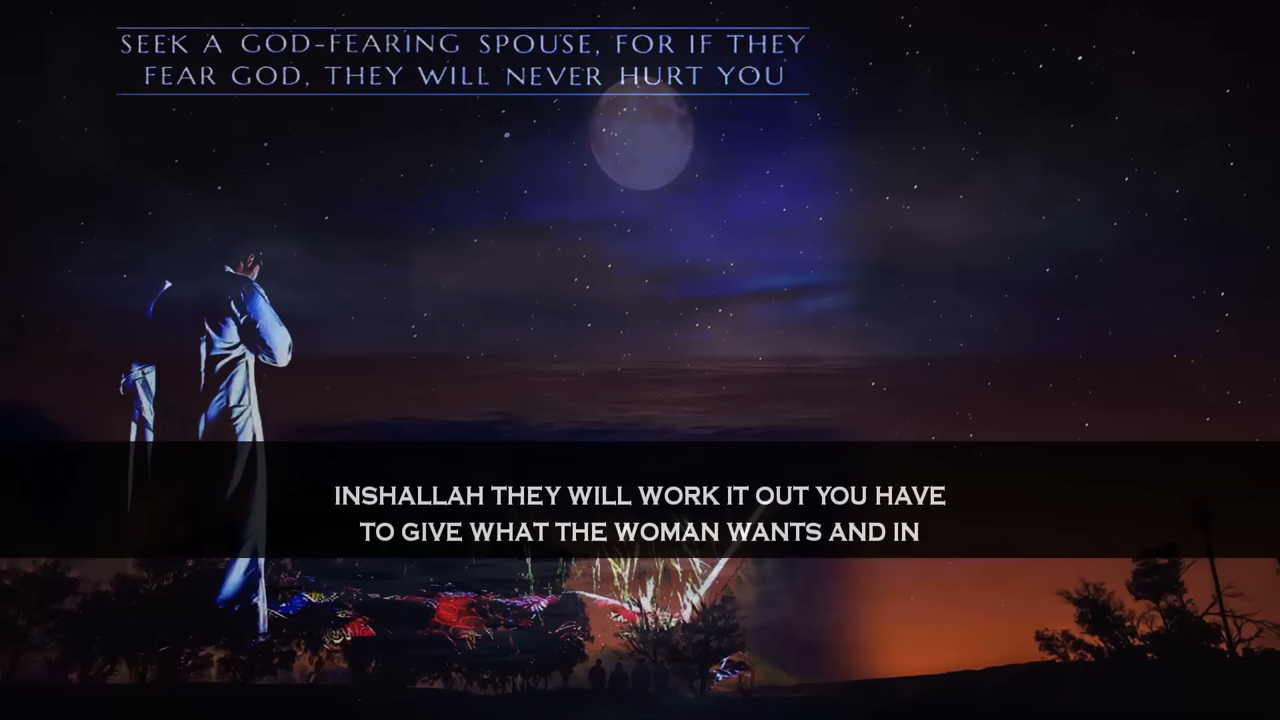 SEEK A GOD-FEARING SPOUSE, FOR IF THEY
FEAR GOD, THEY WILL NEVER HURT YOU
INSHALLAH THEY WILL WORK IT OUT YOU HAVE
TO GIVE WHAT THE WOMAN WANTS AND IN